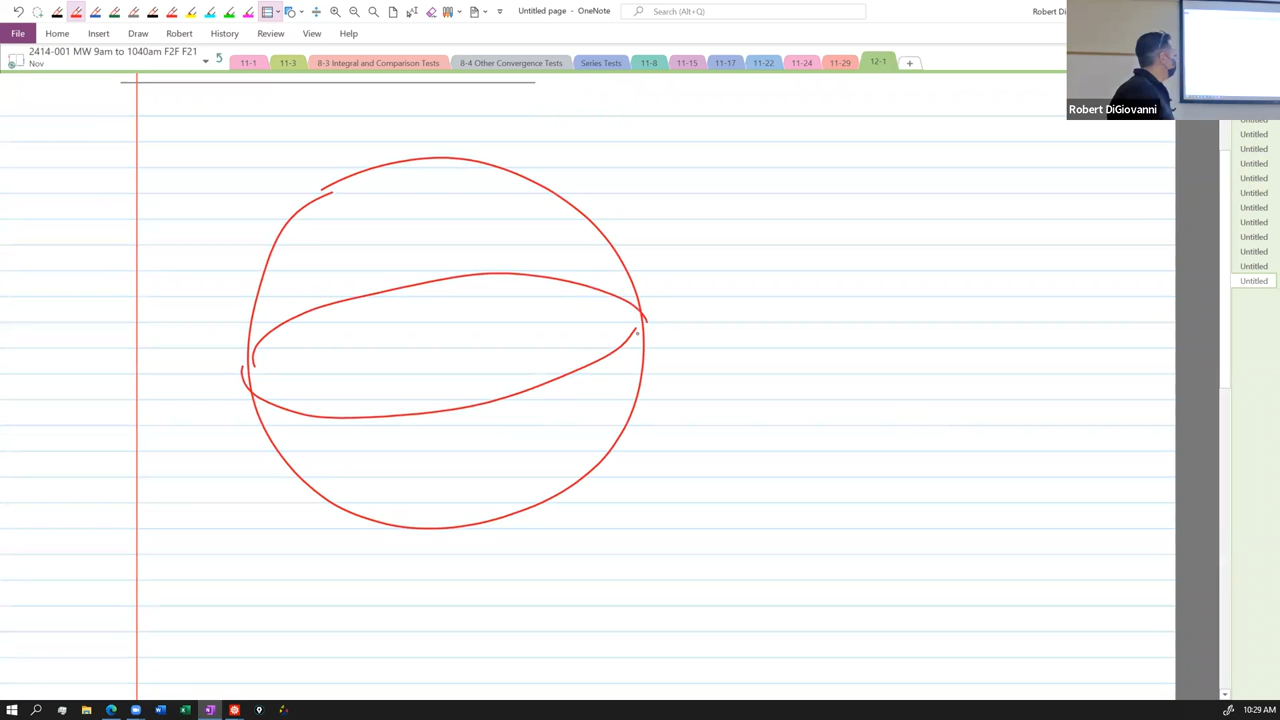 Untitled page - OneNote
Search (Alt+Q)
Robert Di
File
Home
Insert
Draw
Robert
History
Review
View
Help
2414-001 MW 9am to 1040am F2F F21
Nov
5
11-1
11-3
8-3 Integral and Comparison Tests
8-4 Other Convergence Tests
Series Tests
11-8
11-15
11-17
11-22
11-24
11-29
12-1
Robert DiGiovanni
Untitled
Untitled
Untitled
Untitled
Untitled
Untitled
Untitled
Untitled
Untitled
Untitled
Untitled
Untitled
10:29 AM